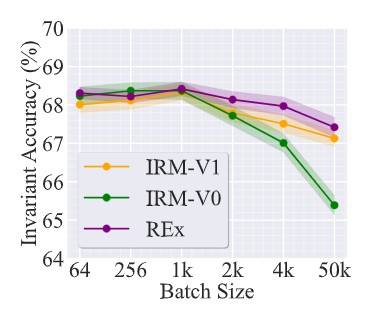 70
69
68
67
66
65
64
Invariant Accuracy (%)
IRM-V1
IRM-V0
REx
64 256 1k 2k 4k 50k
Batch Size